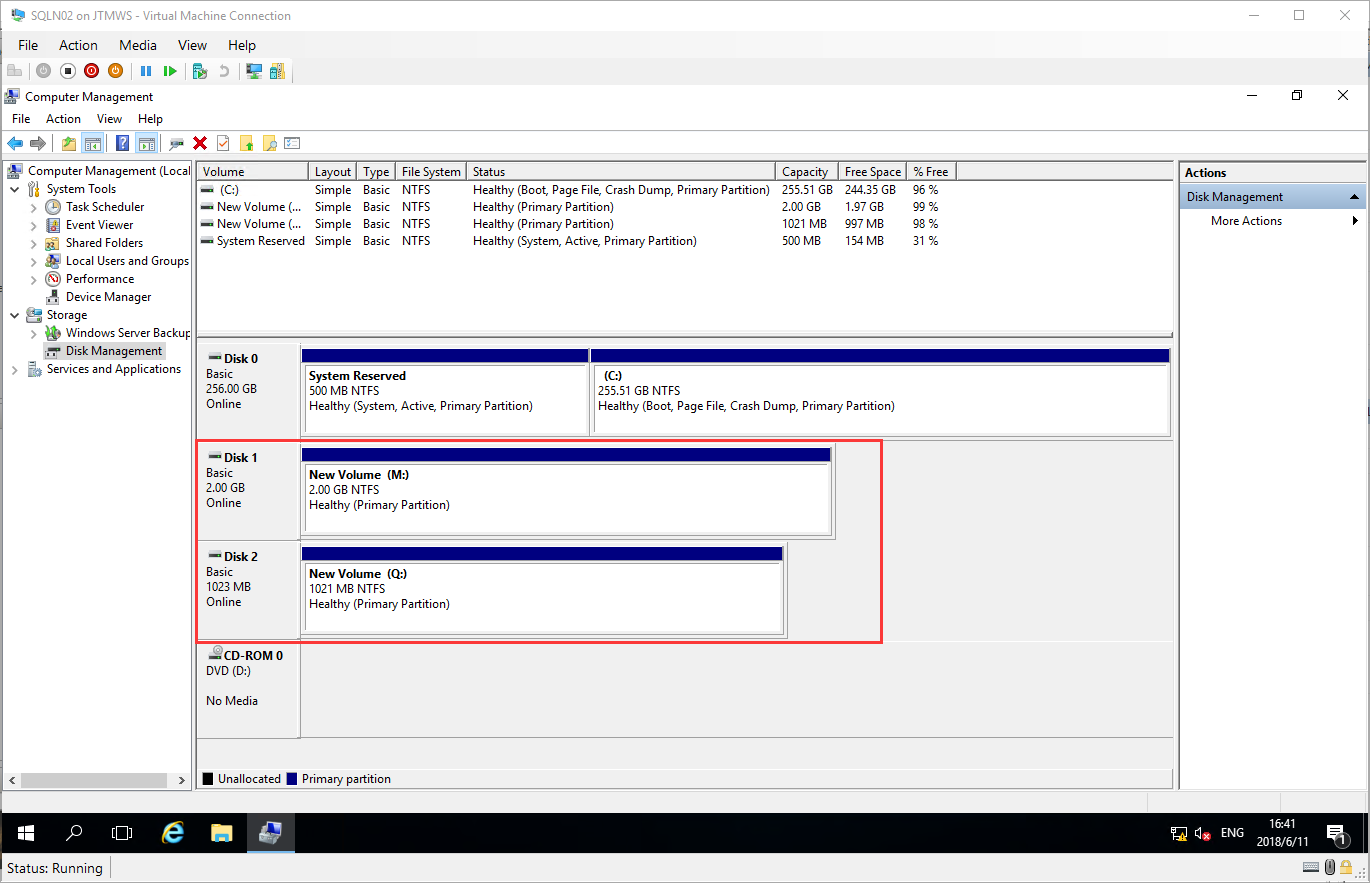 SQLN02 on JTMWS - Virtual Machine Connection
File Action Media View Help
Computer Management
File Action View Help
Computer Management (Local
System Tools
Task Scheduler
Event Viewer
Shared Folders
Local Users and Groups
Performance
Device Manager
Storage
Windows Server Backup
Disk Management
Services and Applications
Volume Layout Type File System Status Capacity Free Space % Free
(C:) Simple Basic NTFS Healthy (Boot, Page File, Crash Dump, Primary Partition) 255.51 GB 244.35 GB 96 %
New Volume (... Simple Basic NTFS Healthy (Primary Partition) 2.00 GB 1.97 GB 99 %
New Volume (... Simple Basic NTFS Healthy (Primary Partition) 1021 MB 997 MB 98 %
System Reserved Simple Basic NTFS Healthy (System, Active, Primary Partition) 500 MB 154 MB 31 %
Disk 0
Basic
256.00 GB
Online
System Reserved
500 MB NTFS
Healthy (System, Active, Primary Partition)
(C:)
255.51 GB NTFS
Healthy (Boot, Page File, Crash Dump, Primary Partition)
Disk 1
Basic
2.00 GB
Online
New Volume (M:)
2.00 GB NTFS
Healthy (Primary Partition)
Disk 2
Basic
1023 MB
Online
New Volume (Q:)
1021 MB NTFS
Healthy (Primary Partition)
CD-ROM 0
DVD (D:)
No Media
Unallocated Primary partition
Actions
Disk Management
More Actions
ENG
16:41
2018/6/11
1
Status: Running